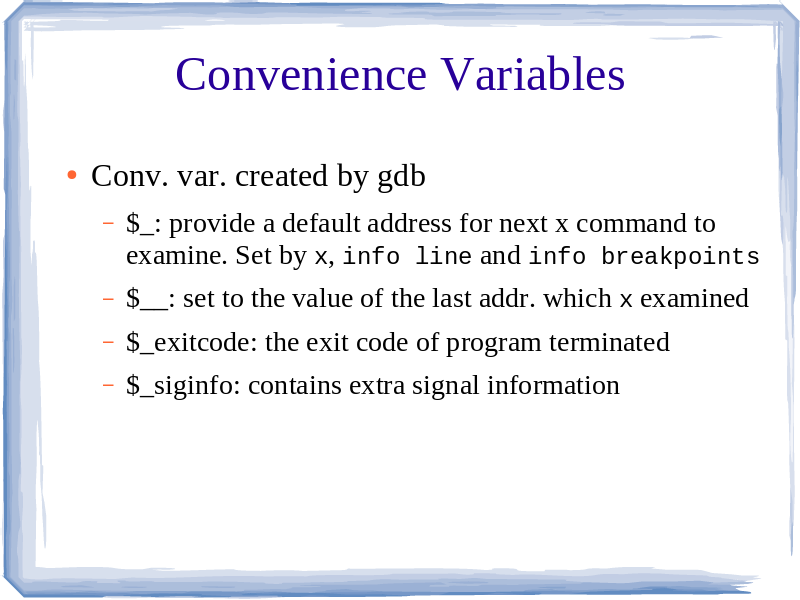 Convenience Variables
• Conv. var. created by gdb
– $_: provide a default address for next x command to
examine. Set by x, info line and info breakpoints
– $__: set to the value of the last addr. which x examined
– $_exitcode: the exit code of program terminated
– $_siginfo: contains extra signal information